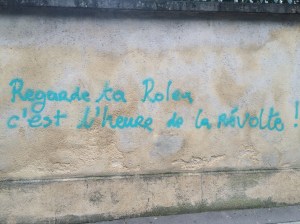 Regarde ta Rolex
c'est l'heure de la révolte !